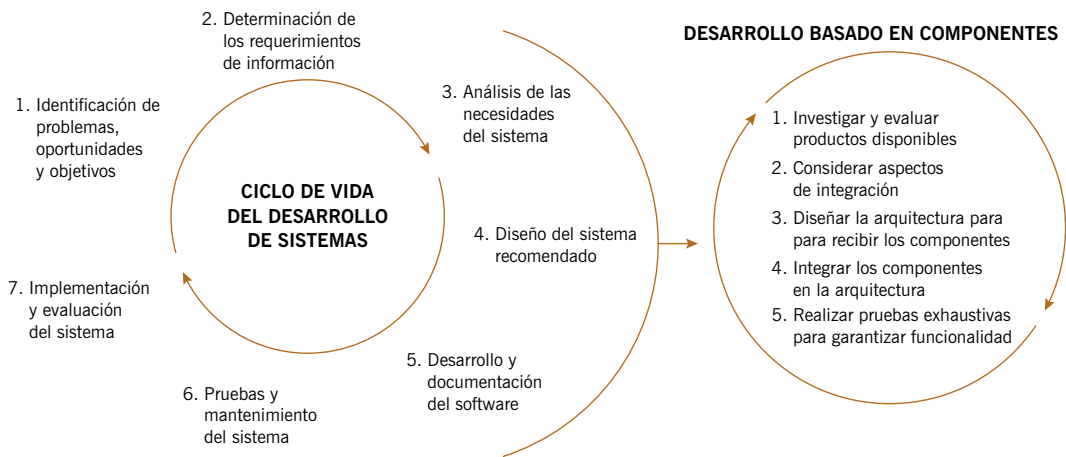 1. Identificación de
problemas,
oportunidades
y objetivos
2. Determinación de
los requerimientos
de información
3. Análisis de las
necesidades
del sistema
4. Diseño del sistema
recomendado
5. Desarrollo y
documentación
del software
6. Pruebas y
mantenimiento
del sistema
7. Implementación
y evaluación
del sistema
CICLO DE VIDA
DEL DESARROLLO
DE SISTEMAS
DESARROLLO BASADO EN COMPONENTES
1. Investigar y evaluar
productos disponibles
2. Considerar aspectos
de integración
3. Diseñar la arquitectura para
para recibir los componentes
4. Integrar los componentes
en la arquitectura
5. Realizar pruebas exhaustivas
para garantizar funcionalidad